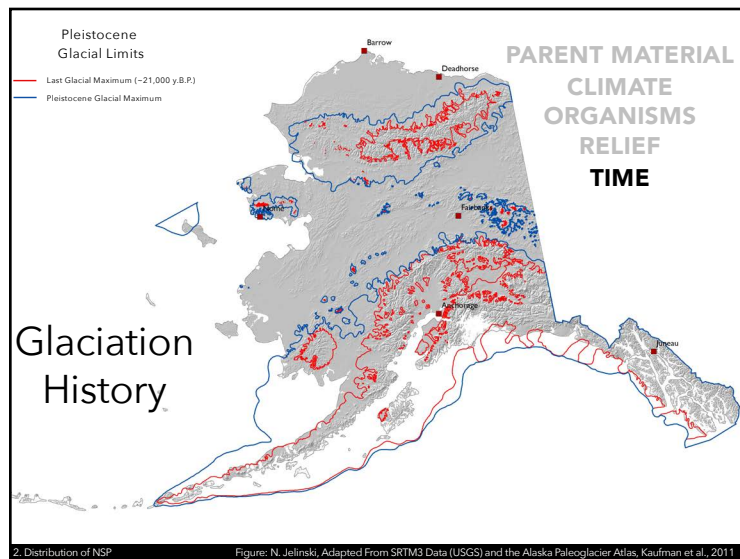 Pleistocene
Glacial Limits
Last Glacial Maximum (~21,000 y.B.P.)
Pleistocene Glacial Maximum
Barrow
Deadhorse
PARENT MATERIAL
CLIMATE
ORGANISMS
RELIEF
TIME
Nome
Fairbanks
Anchorage
Juneau
Glaciation
History
2. Distribution of NSP
Figure: N. Jelinski, Adapted From SRTM3 Data (USGS) and the Alaska Paleoglacier Atlas, Kaufman et al., 2011